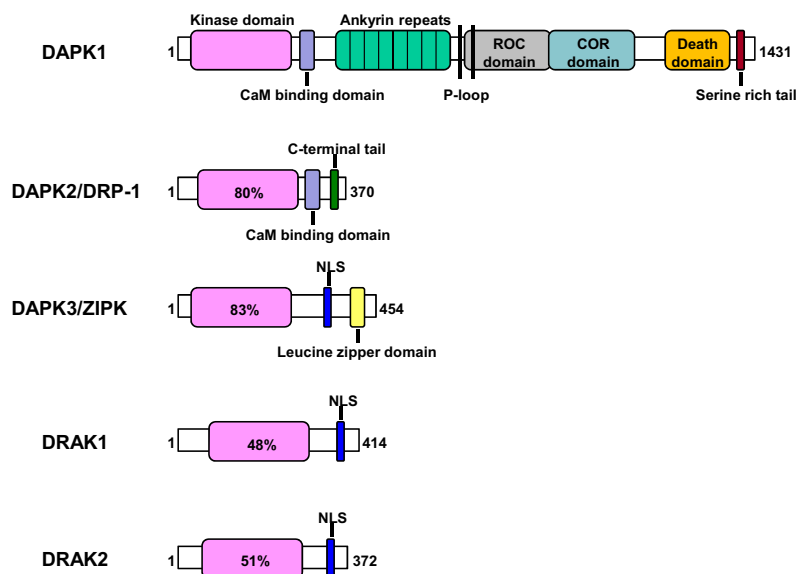 Kinase domain
Ankyrin repeats
DAPK1
1
ROC domain
COR domain
Death domain
1431
CaM binding domain
P-loop
Serine rich tail
C-terminal tail
DAPK2/DRP-1
1
80%
370
CaM binding domain
NLS
DAPK3/ZIPK
1
83%
454
Leucine zipper domain
NLS
DRAK1
1
48%
414
NLS
DRAK2
1
51%
372